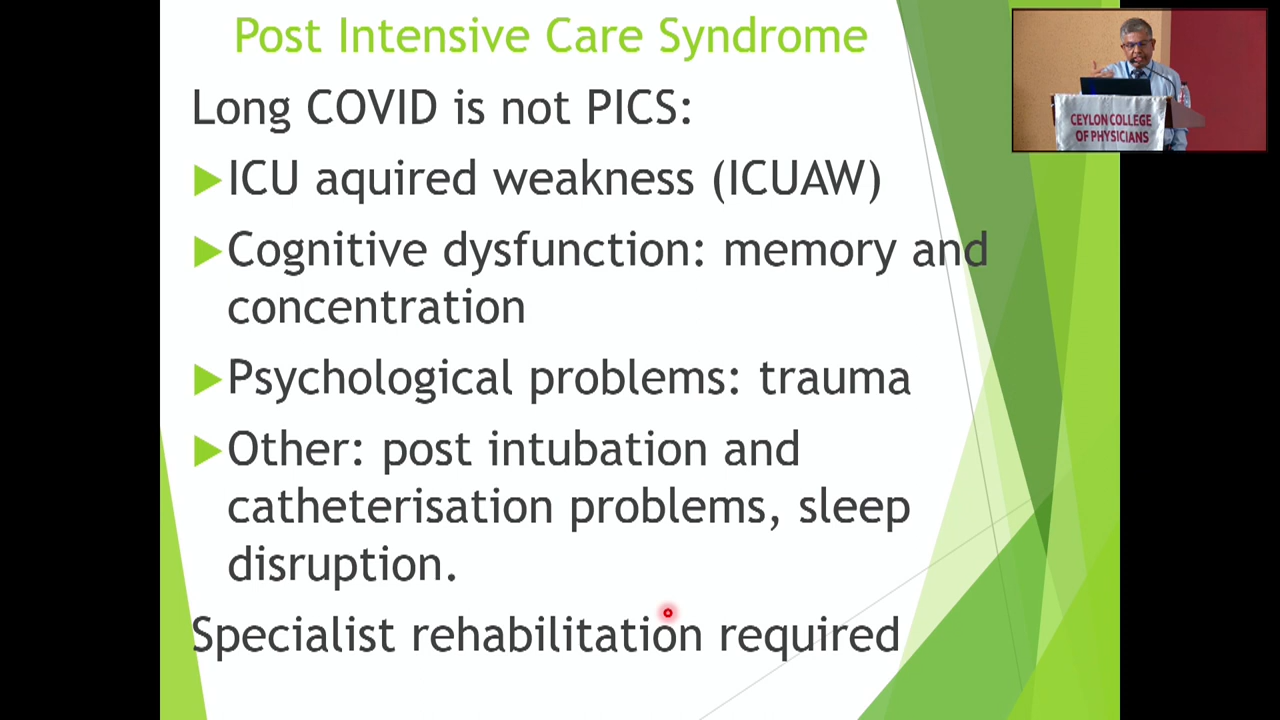 Post Intensive Care Syndrome
Long COVID is not PICS:
ICU aquired weakness (ICUAW)
Cognitive dysfunction: memory and
concentration
Psychological problems: trauma
Other: post intubation and
catheterisation problems, sleep
disruption.
Specialist rehabilitation required
CEYLON COLLEGE
OF PHYSICIANS